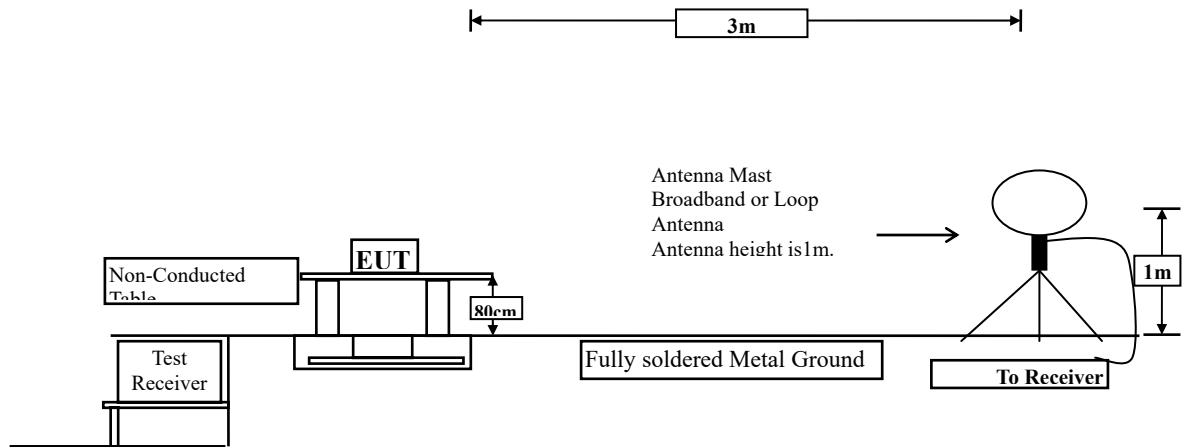 3m
Antenna Mast
Broadband or Loop
Antenna
Antenna height is1m.
EUT
Non-Conducted
Table
80cm
1m
Test
Receiver
Fully soldered Metal Ground
To Receiver